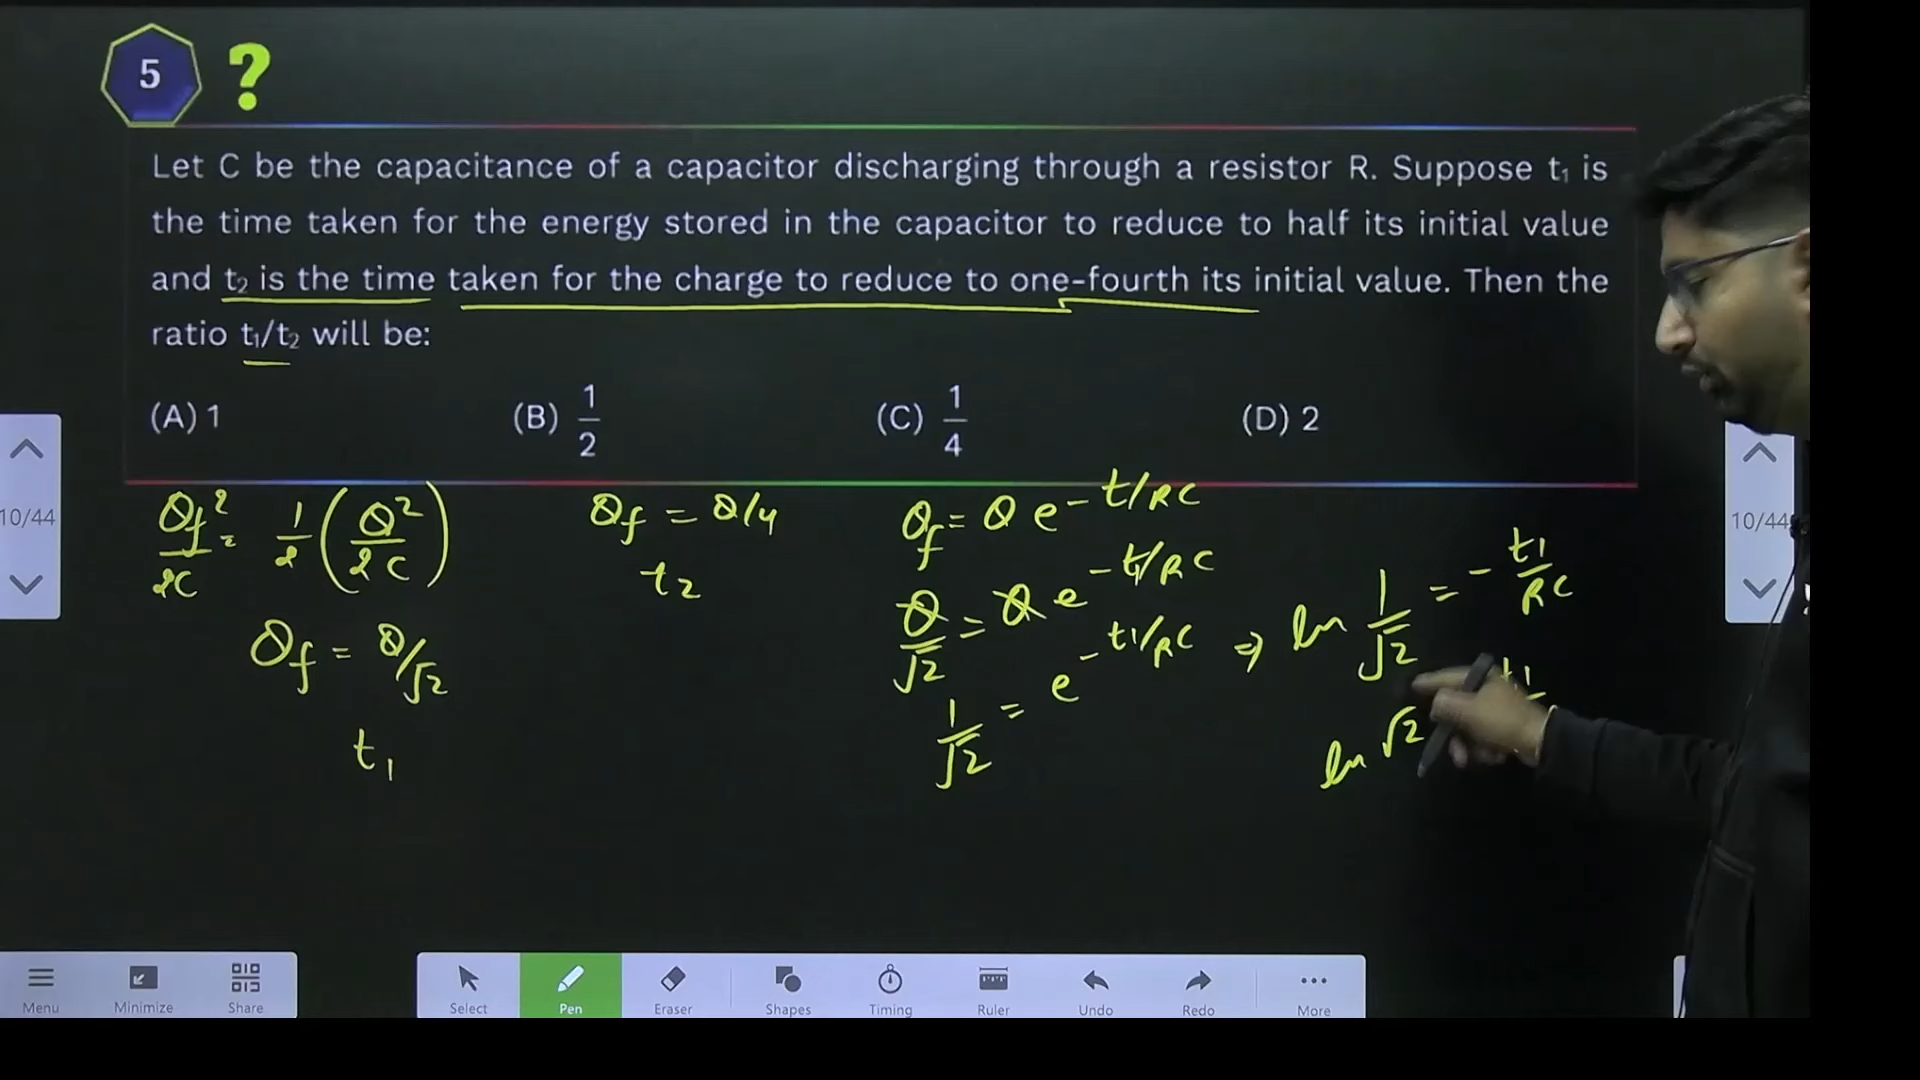 5 ?
Let C be the capacitance of a capacitor discharging through a resistor R. Suppose t₁ is
the time taken for the energy stored in the capacitor to reduce to half its initial value
and t₂ is the time taken for the charge to reduce to one-fourth its initial value. Then the
ratio t₁/t₂ will be:
(A) 1 (B) 1/2 (C) 1/4 (D) 2
Qf²/2C = 1/2 (Q²/2C)
Qf = Q/√2
t₁
Qf = Q/4
t₂
Qf = Q e^-t/RC
Q/√2 = Q e^-t₁/RC
1/√2 = e^-t₁/RC ⇒ ln 1/√2 = -t₁/RC
ln √2 t₁
10/44
10/44
Menu Minimize Share Select Pen Eraser Shapes Timing Ruler Undo Redo More